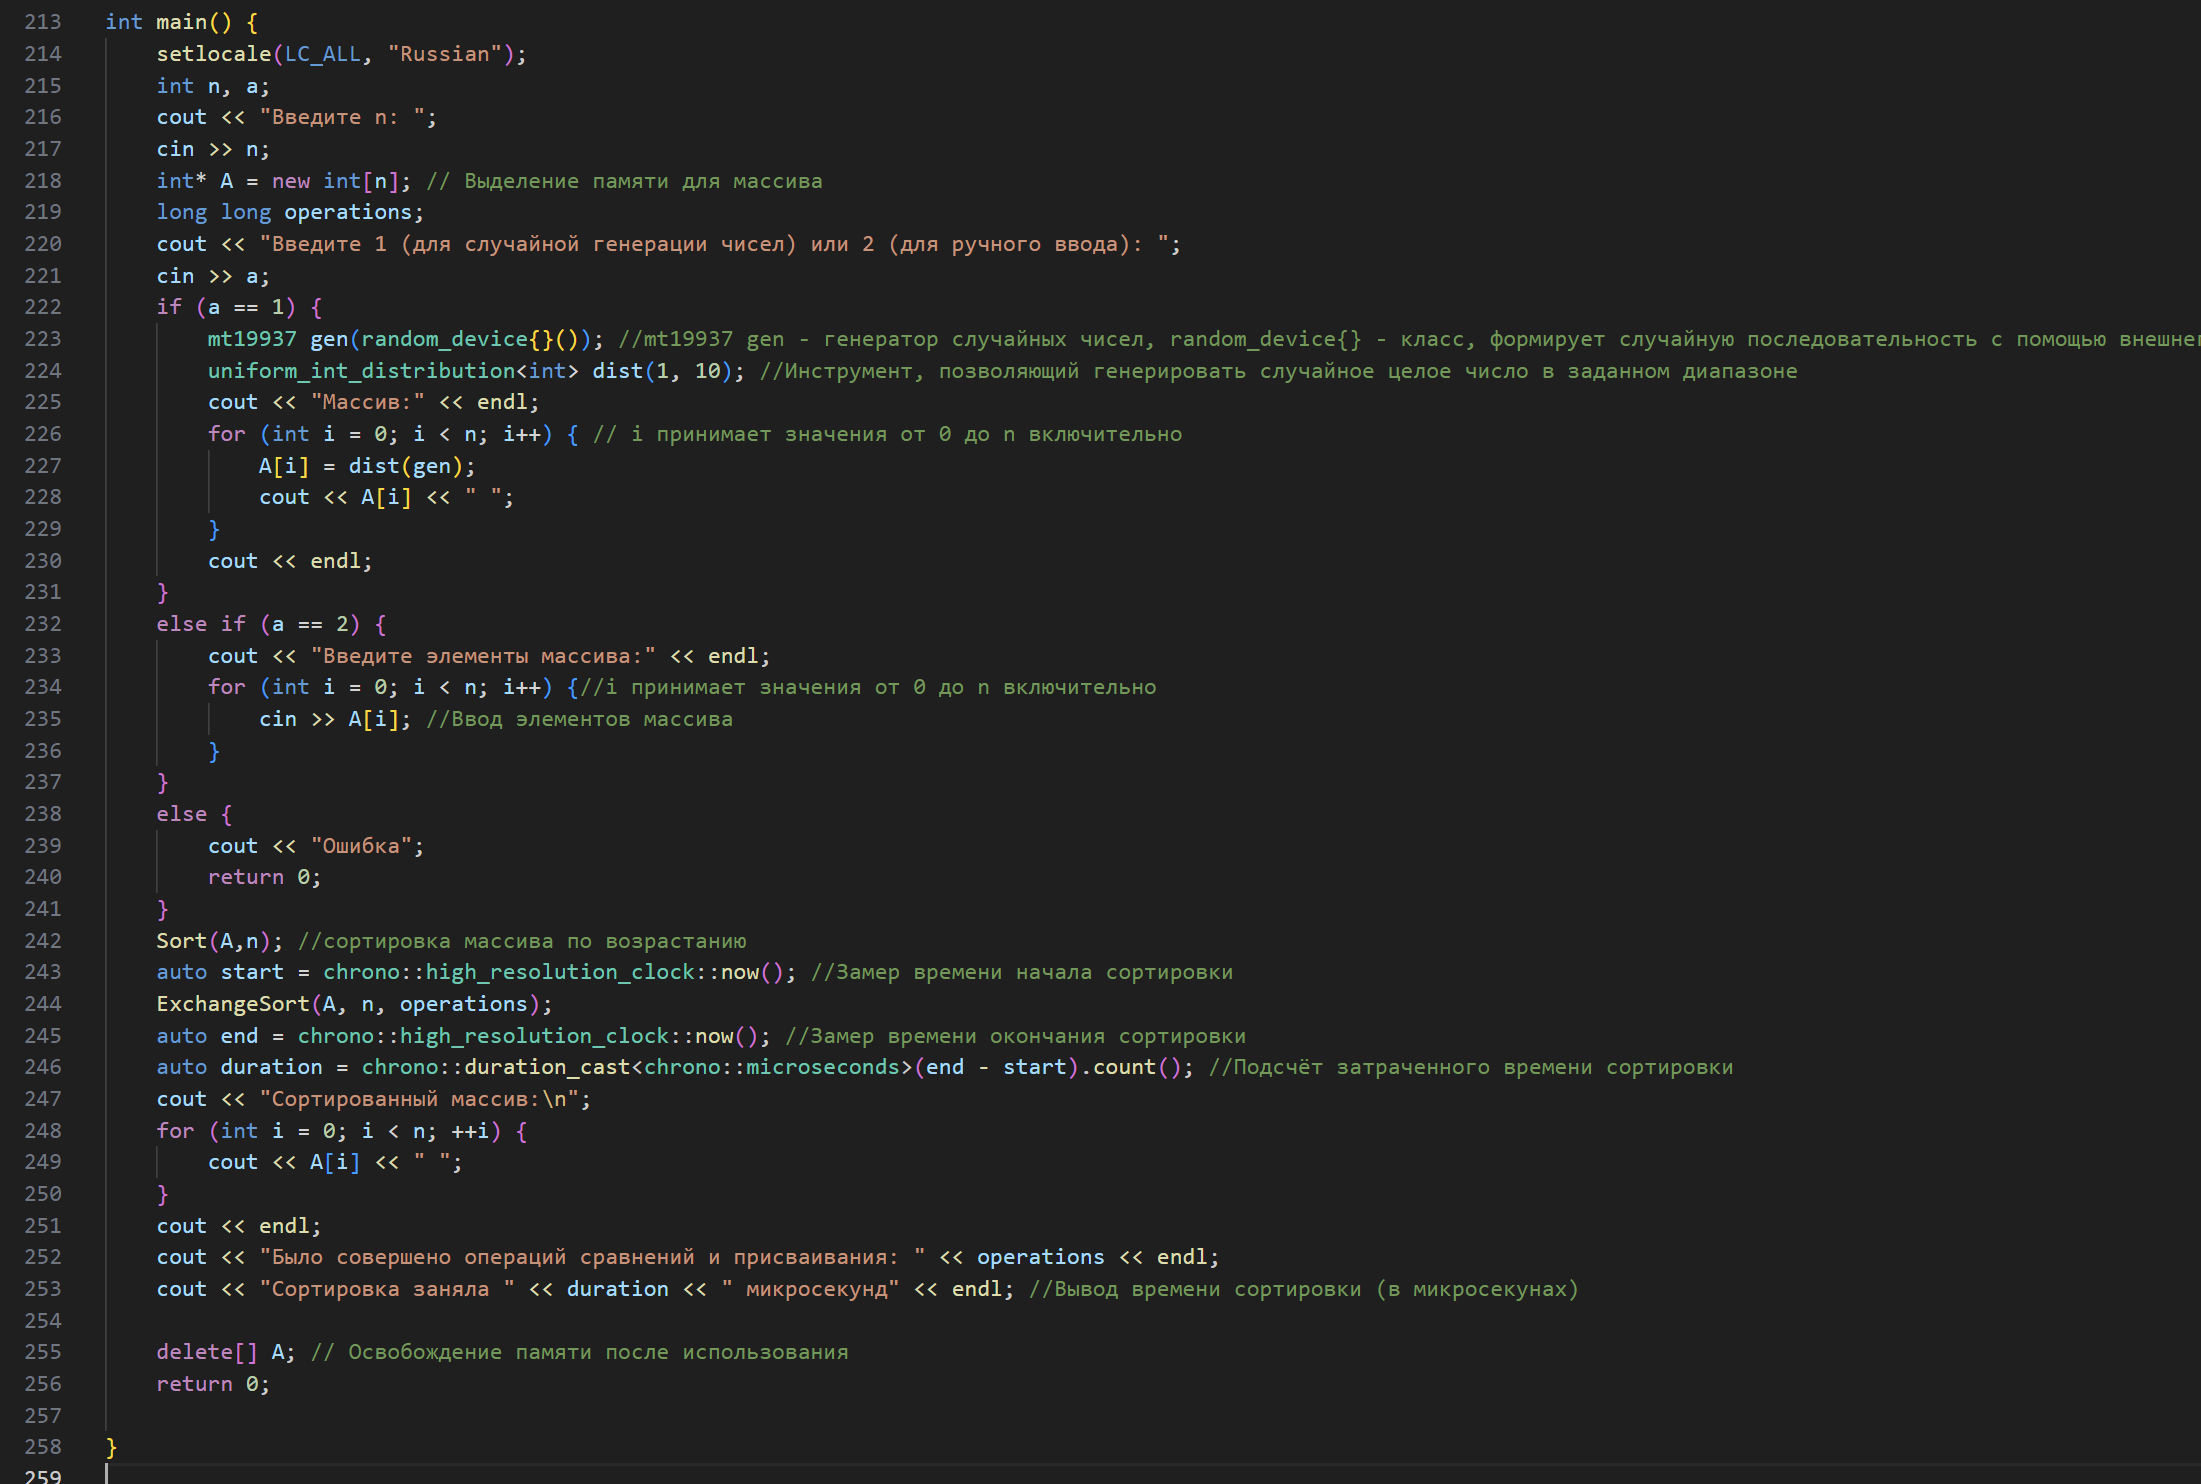 213 int main() {
214 setlocale(LC_ALL, "Russian");
215 int n, a;
216 cout << "Введите n: ";
217 cin >> n;
218 int* A = new int[n]; // Выделение памяти для массива
219 long long operations;
220 cout << "Введите 1 (для случайной генерации чисел) или 2 (для ручного ввода): ";
221 cin >> a;
222 if (a == 1) {
223 mt19937 gen(random_device{}()); //mt19937 gen - генератор случайных чисел, random_device{} - класс, формирует случайную последовательность с помощью
224 uniform_int_distribution<int> dist(1, 10); //Инструмент, позволяющий генерировать случайное целое число в заданном диапазоне
225 cout << "Массив:" << endl;
226 for (int i = 0; i < n; i++) { // i принимает значения от 0 до n включительно
227 A[i] = dist(gen);
228 cout << A[i] << " ";
229 }
230 cout << endl;
231 }
232 else if (a == 2) {
233 cout << "Введите элементы массива:" << endl;
234 for (int i = 0; i < n; i++) {//i принимает значения от 0 до n включительно
235 cin >> A[i]; //Ввод элементов массива
236 }
237 }
238 else {
239 cout << "Ошибка";
240 return 0;
241 }
242 Sort(A,n); //сортировка массива по возрастанию
243 auto start = chrono::high_resolution_clock::now(); //Замер времени начала сортировки
244 ExchangeSort(A, n, operations);
245 auto end = chrono::high_resolution_clock::now(); //Замер времени окончания сортировки
246 auto duration = chrono::duration_cast<chrono::microseconds>(end - start).count(); //Подсчёт затраченного времени сортировки
247 cout << "Сортированный массив:\n";
248 for (int i = 0; i < n; ++i) {
249 cout << A[i] << " ";
250 }
251 cout << endl;
252 cout << "Было совершено операций сравнений и присваивания: " << operations << endl;
253 cout << "Сортировка заняла " << duration << " микросекунд" << endl; //Вывод времени сортировки (в микросекунах)
254
255 delete[] A; // Освобождение памяти после использования
256 return 0;
257
258 }
259